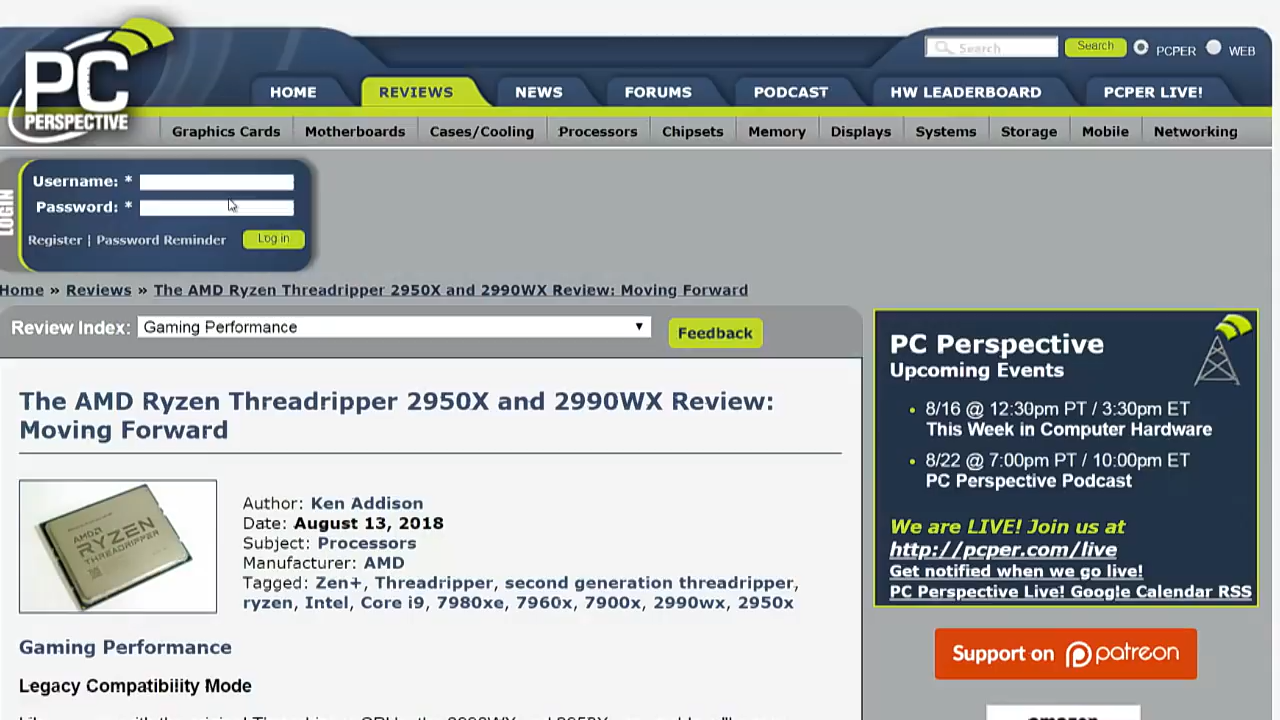 PC
PERSPECTIVE
Search
Search
PCPER
WEB
HOME
REVIEWS
NEWS
FORUMS
PODCAST
HW LEADERBOARD
PCPER LIVE!
Graphics Cards
Motherboards
Cases/Cooling
Processors
Chipsets
Memory
Displays
Systems
Storage
Mobile
Networking
LOGIN
Username: *
Password: *
Register | Password Reminder
Log in
Home » Reviews » The AMD Ryzen Threadripper 2950X and 2990WX Review: Moving Forward
Review Index:
Gaming Performance
Feedback
The AMD Ryzen Threadripper 2950X and 2990WX Review:
Moving Forward
AMD
RYZEN
THREADRIPPER
Author: Ken Addison
Date: August 13, 2018
Subject: Processors
Manufacturer: AMD
Tagged: Zen+, Threadripper, second generation threadripper,
ryzen, Intel, Core i9, 7980xe, 7960x, 7900x, 2990wx, 2950x
Gaming Performance
Legacy Compatibility Mode
PC Perspective
Upcoming Events
• 8/16 @ 12:30pm PT / 3:30pm ET
This Week in Computer Hardware
• 8/22 @ 7:00pm PT / 10:00pm ET
PC Perspective Podcast
We are LIVE! Join us at
http://pcper.com/live
Get notified when we go live!
PC Perspective Live! Google Calendar RSS
Support on patreon
amazon